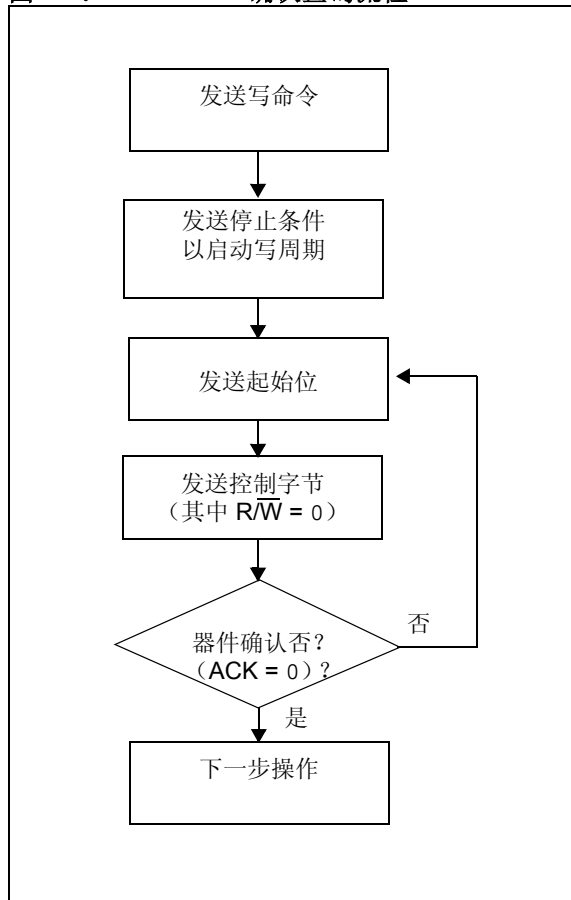 发送写命令
发送停止条件
以启动写周期
发送起始位
发送控制字节
（其中 R/W̅ = 0）
器件确认否？
（ACK = 0）？
否
是
下一步操作